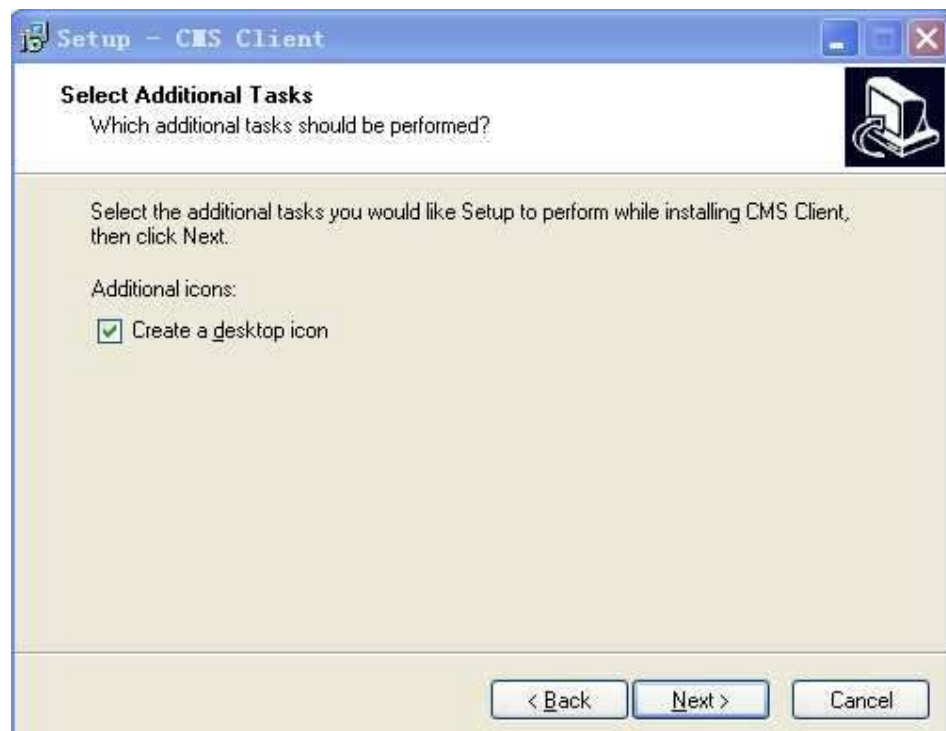 Setup - CMS Client
Select Additional Tasks
Which additional tasks should be performed?
Select the additional tasks you would like Setup to perform while installing CMS Client,
then click Next.
Additional icons:
Create a desktop icon
< Back
Next >
Cancel